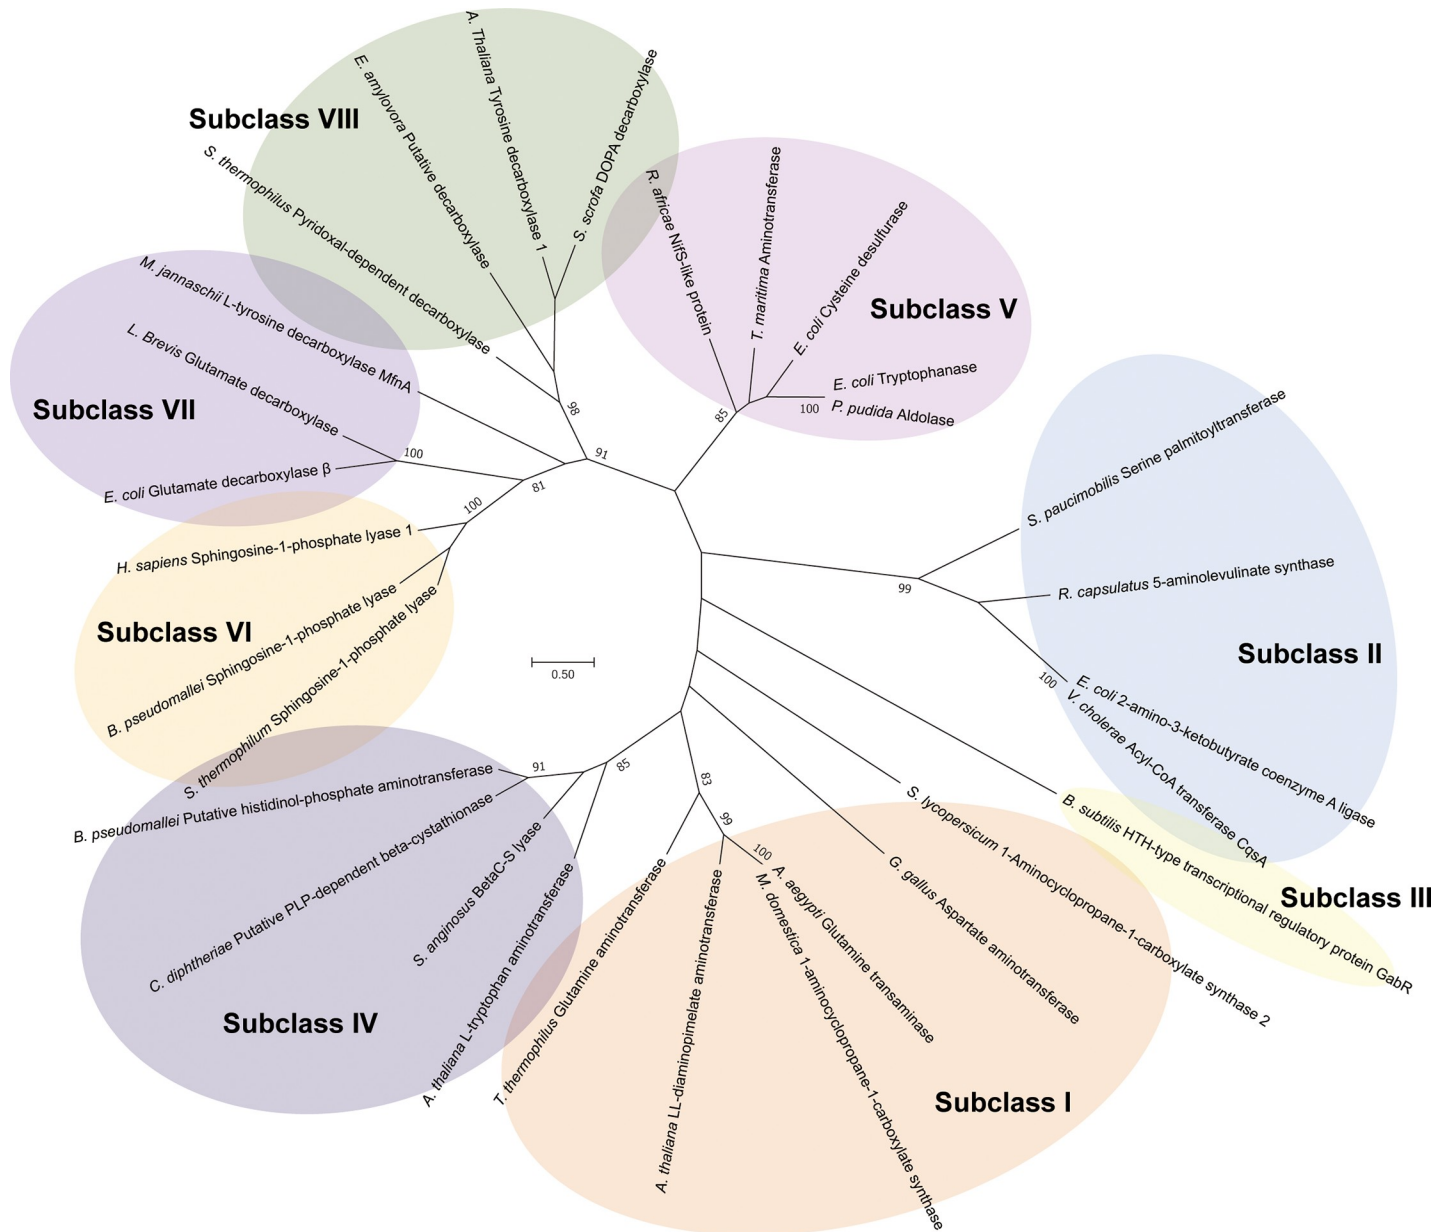 Subclass VIII
S. thermophilus Pyridoxal-dependent decarboxylase
E. amylovora Putative decarboxylase
A. Thaliana Tyrosine decarboxylase 1
S. scrofa DOPA decarboxylase
98
91
Subclass V
R. africae NifS-like protein
T. maritima Aminotransferase
E. coli Cysteine desulfurase
E. coli Tryptophanase
P. pudida Aldolase
85
100
Subclass VII
M. jannaschii L-tyrosine decarboxylase MfnA
L. Brevis Glutamate decarboxylase
E. coli Glutamate decarboxylase β
100
81
Subclass II
S. paucimobilis Serine palmitoyltransferase
R. capsulatus 5-aminolevulinate synthase
E. coli 2-amino-3-ketobutyrate coenzyme A ligase
V. cholerae Acyl-CoA transferase CqsA
99
100
Subclass VI
H. sapiens Sphingosine-1-phosphate lyase 1
B. pseudomallei Sphingosine-1-phosphate lyase
S. thermophilum Sphingosine-1-phosphate lyase
100
0.50
Subclass III
B. subtilis HTH-type transcriptional regulatory protein GabR
Subclass IV
B. pseudomallei Putative histidinol-phosphate aminotransferase
C. diphtheriae Putative PLP-dependent beta-cystathionase
S. anginosus BetaC-S lyase
A. thaliana L-tryptophan aminotransferase
91
85
Subclass I
T. thermophilus Glutamine aminotransferase
A. thaliana LL-diaminopimelate aminotransferase
M. domestica 1-aminocyclopropane-1-carboxylate synthase
A. aegypti Glutamine transaminase
G. gallus Aspartate aminotransferase
S. lycopersicum 1-Aminocyclopropane-1-carboxylate synthase 2
83
99
100